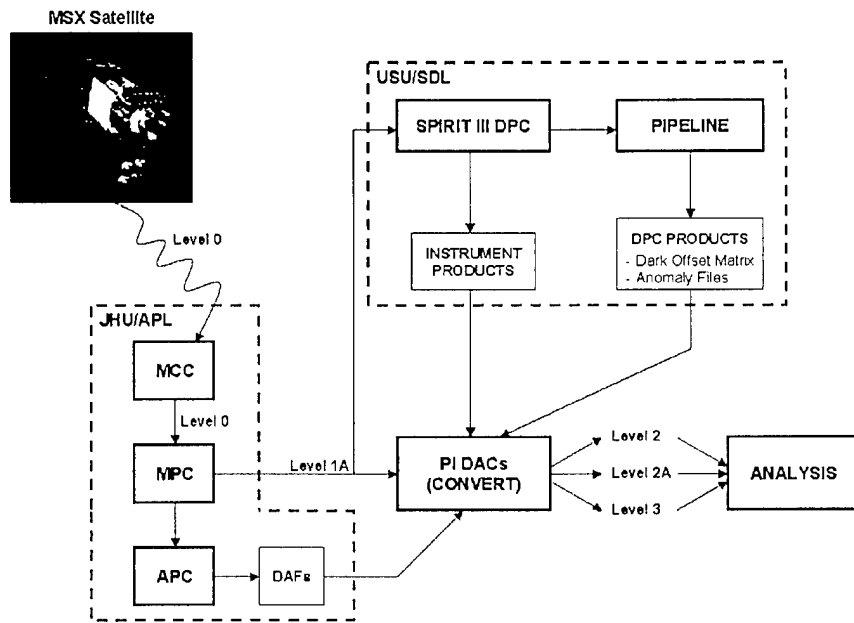 MSX Satellite
USU/SDL
SPIRIT III DPC
PIPELINE
Level 0
INSTRUMENT
PRODUCTS
DPC PRODUCTS
- Dark Offset Matrix
- Anomaly Files
JHU/APL
MCC
Level 0
MPC
Level 1A
PI DACs
(CONVERT)
Level 2
Level 2A
Level 3
ANALYSIS
APC
DAFs